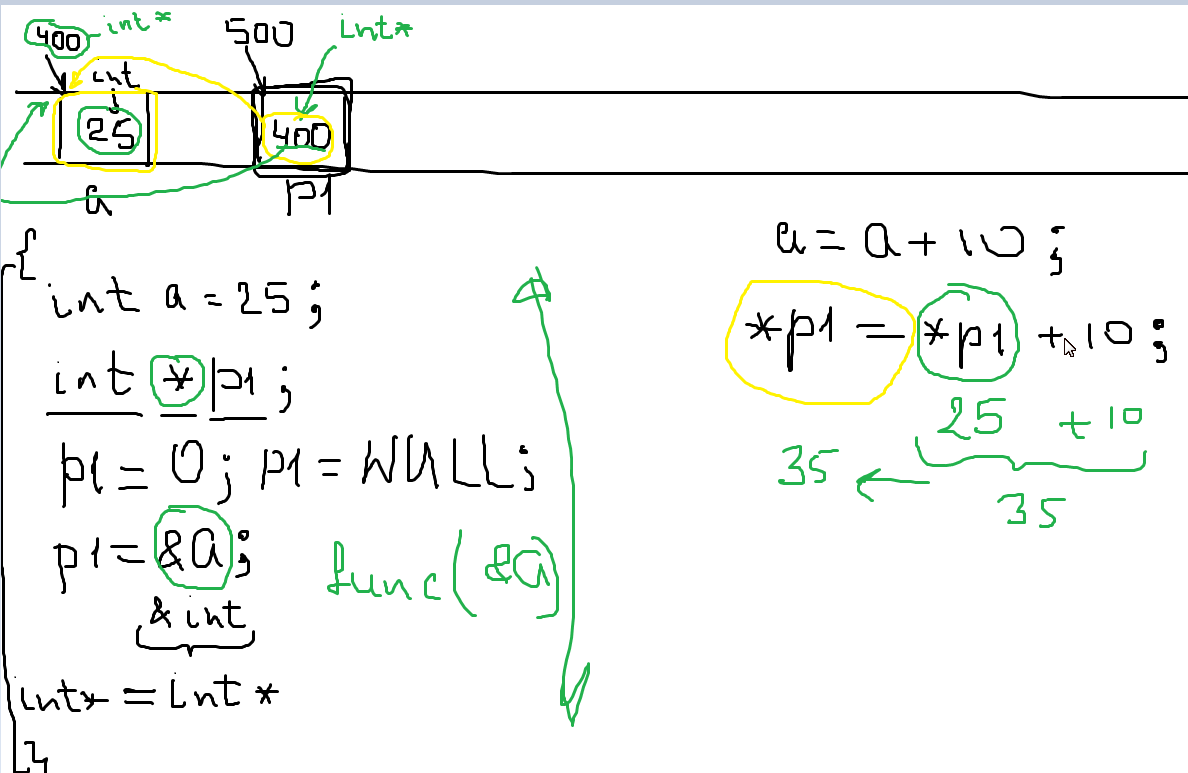 400 int* 500 int*
int
25 400
a p1
{
int a = 25;
int *p1;
p1 = 0; p1 = NULL;
p1 = &a;
& int
func(&a)
int* = int *
}
a = a + 10;
*p1 = *p1 + 10;
25 + 10
35
35